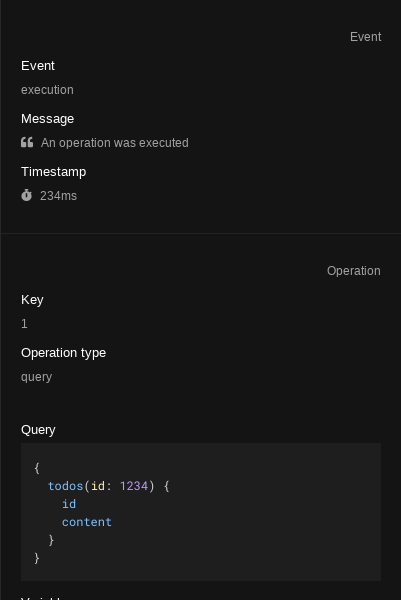 Event
Event
execution
Message
An operation was executed
Timestamp
234ms
Operation
Key
1
Operation type
query
Query
{
  todos(id: 1234) {
    id
    content
  }
}